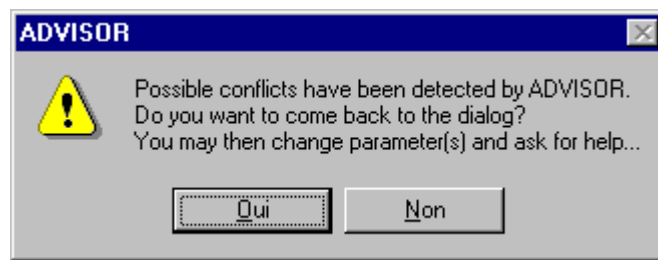 ADVISOR
Possible conflicts have been detected by ADVISOR.
Do you want to come back to the dialog?
You may then change parameter(s) and ask for help...
Oui Non